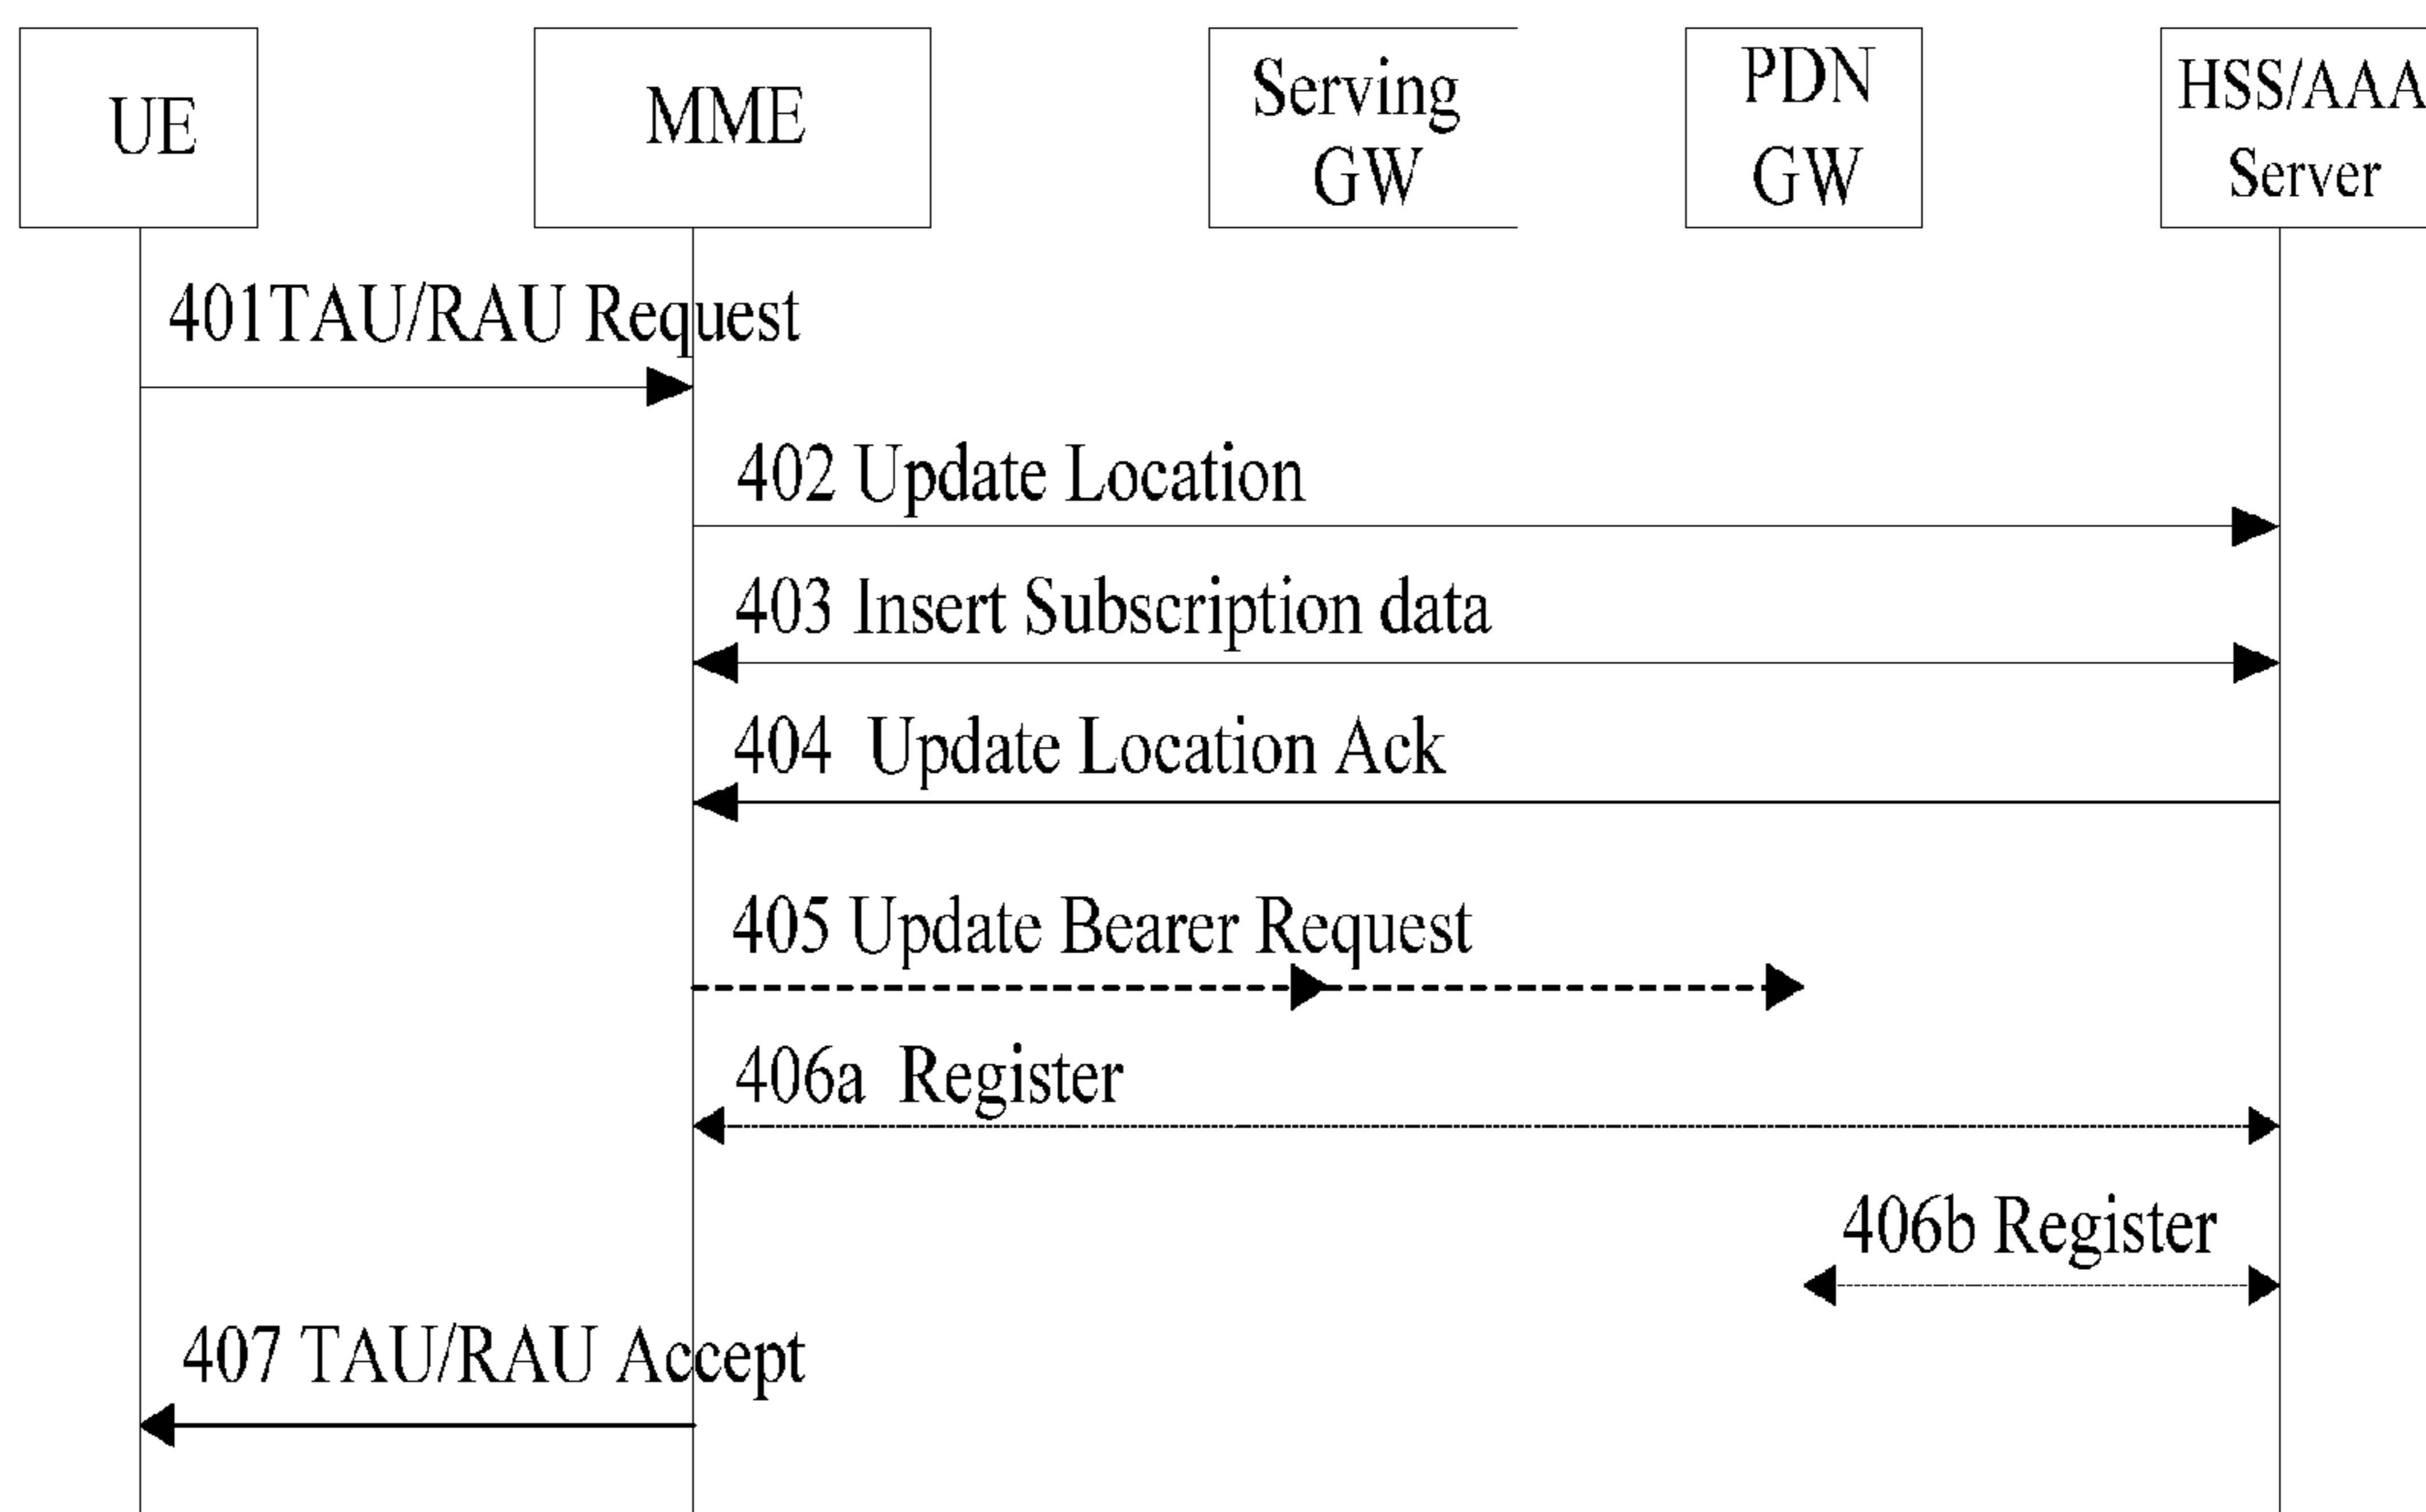 UE
MME
Serving
GW
PDN
GW
HSS/AAA
Server
401TAU/RAU Request
402 Update Location
403 Insert Subscription data
404 Update Location Ack
405 Update Bearer Request
406a Register
406b Register
407 TAU/RAU Accept